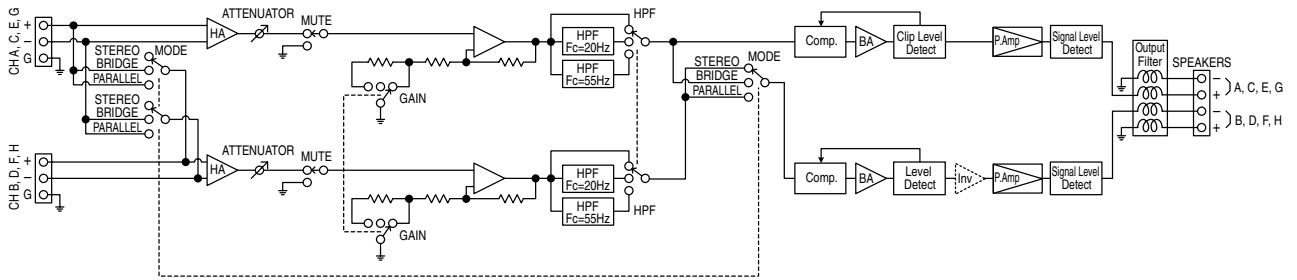 CH A, C, E, G
+
−
G
STEREO
BRIDGE
PARALLEL
MODE
STEREO
BRIDGE
PARALLEL
HA
ATTENUATOR
MUTE
GAIN
HPF
HPF
Fc=20Hz
HPF
Fc=55Hz
STEREO
BRIDGE
PARALLEL
MODE
Comp.
BA
Clip Level
Detect
P.Amp
Signal Level
Detect
Output
Filter
SPEAKERS
−
+
A, C, E, G
−
+
B, D, F, H
CH B, D, F, H
+
−
G
HA
ATTENUATOR
MUTE
GAIN
HPF
Fc=20Hz
HPF
Fc=55Hz
HPF
Comp.
BA
Level
Detect
Inv
P.Amp
Signal Level
Detect